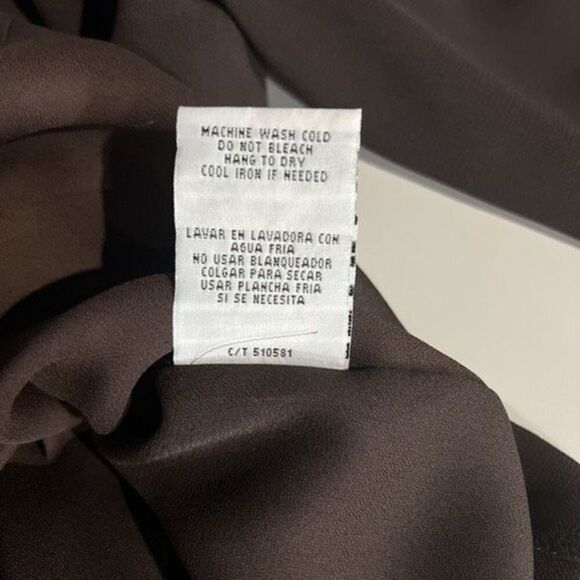 MACHINE WASH COLD
DO NOT BLEACH
HANG TO DRY
COOL IRON IF NEEDED
LAVAR EN LAVADORA CON
AGUA FRIA
NO USAR BLANQUEADOR
COLGAR PARA SECAR
USAR PLANCHA FRIA
SI SE NECESITA
C/T 510581